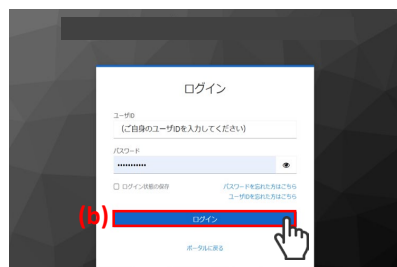 ログイン
ユーザID
(ご自身のユーザIDを入力してください)
パスワード
•••••••••••
ログイン状態の保存
パスワードを忘れた方はこちら
ユーザIDを忘れた方はこちら
(b)
ログイン
ポータルに戻る